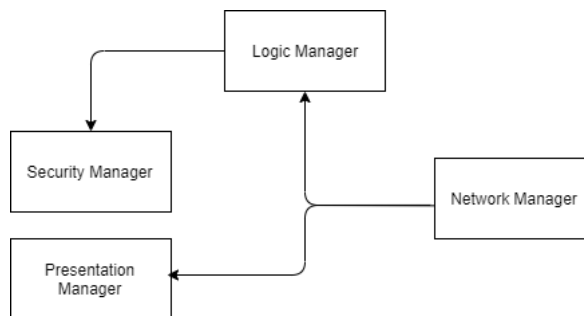 Logic Manager
Security Manager
Network Manager
Presentation
Manager